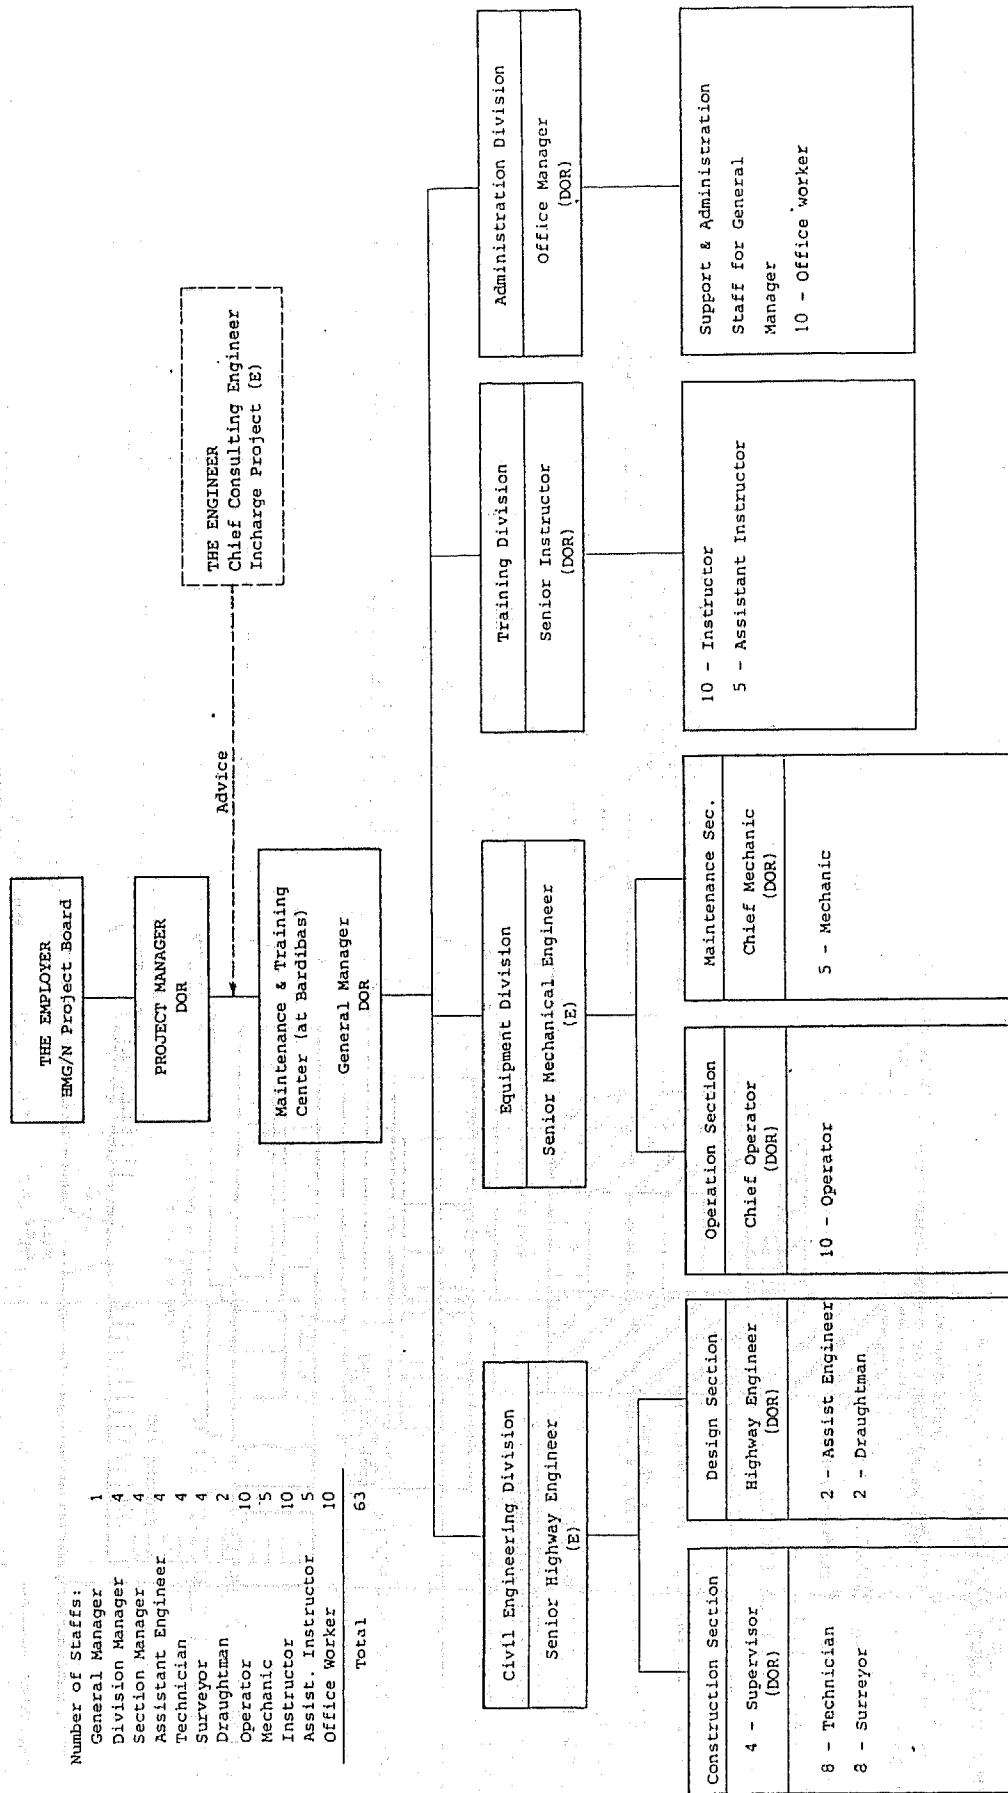 THE EMPLOYER
HMG/N Project Board
PROJECT MANAGER
DOR
THE ENGINEER
Chief Consulting Engineer
Incharge Project (E)
Advice
Maintenance & Training
Center (at Bardibas)
General Manager
DOR
Number of Staffs:
General Manager 1
Division Manager 4
Section Manager 4
Assistant Engineer 4
Technician 4
Surveyor 4
Draughtman 2
Operator 10
Mechanic 5
Instructor 10
Assist. Instructor 5
Office Worker 10
Total 63
Civil Engineering Division
Senior Highway Engineer
(E)
Construction Section
4 - Supervisor
(DOR)
8 - Technician
8 - Surreyor
Design Section
Highway Engineer
(DOR)
2 - Assist Engineer
2 - Draughtman
Equipment Division
Senior Mechanical Engineer
(E)
Operation Section
Chief Operator
(DOR)
10 - Operator
Maintenance Sec.
Chief Mechanic
(DOR)
5 - Mechanic
Training Division
Senior Instructor
(DOR)
10 - Instructor
5 - Assistant Instructor
Administration Division
Office Manager
(DOR)
Support & Administration
Staff for General
Manager
10 - Office worker